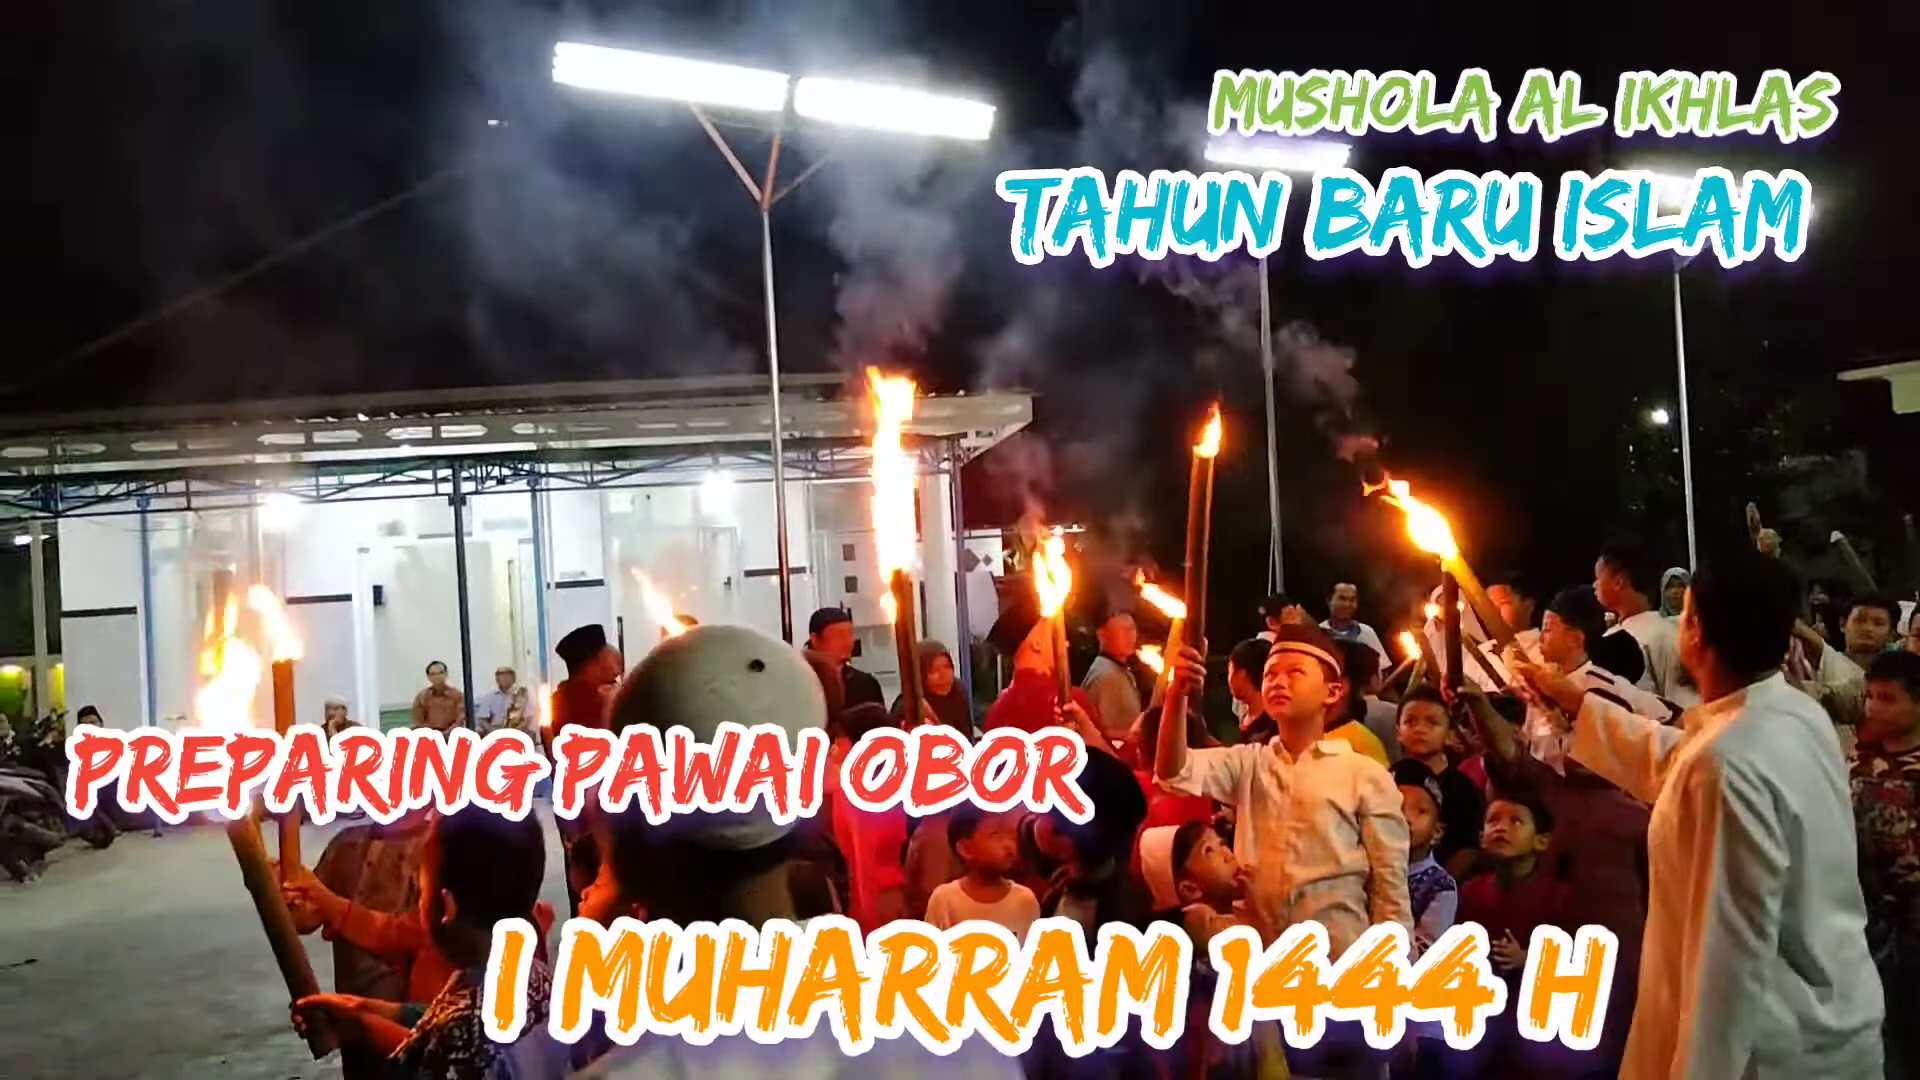 MUSHOLA AL IKHLAS
TAHUN BARU ISLAM
PREPARING PAWAI OBOR
1 MUHARRAM 1444 H